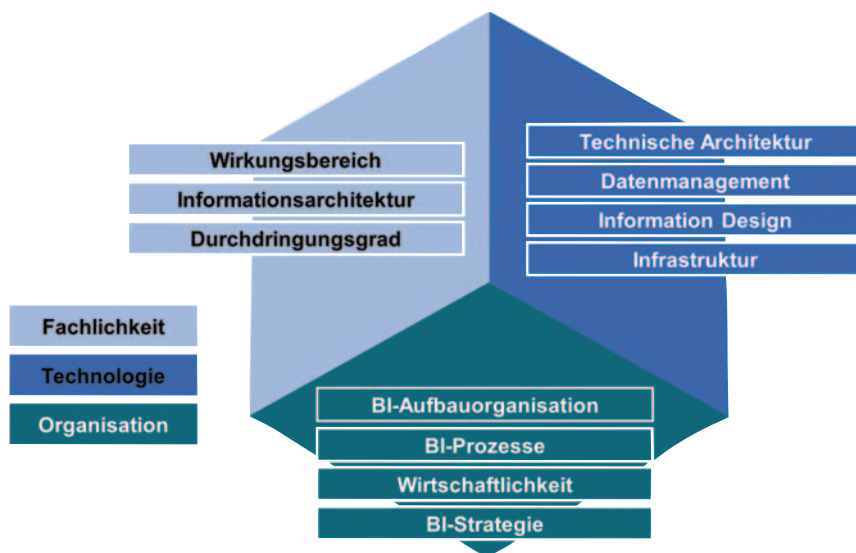 Wirkungsbereich
Informationsarchitektur
Durchdringungsgrad
Technische Architektur
Datenmanagement
Information Design
Infrastruktur
Fachlichkeit
Technologie
Organisation
BI-Aufbauorganisation
BI-Prozesse
Wirtschaftlichkeit
BI-Strategie